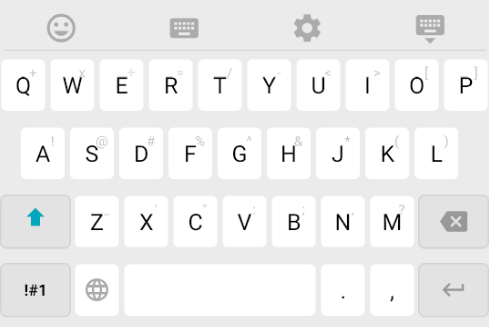 Q + W x E ÷ R = T / Y U < I > O [ P ]
A ! S @ D # F % G ^ H & J * K ( L )
Z X ' C " V : B ; N , M ?
!#1 . ,